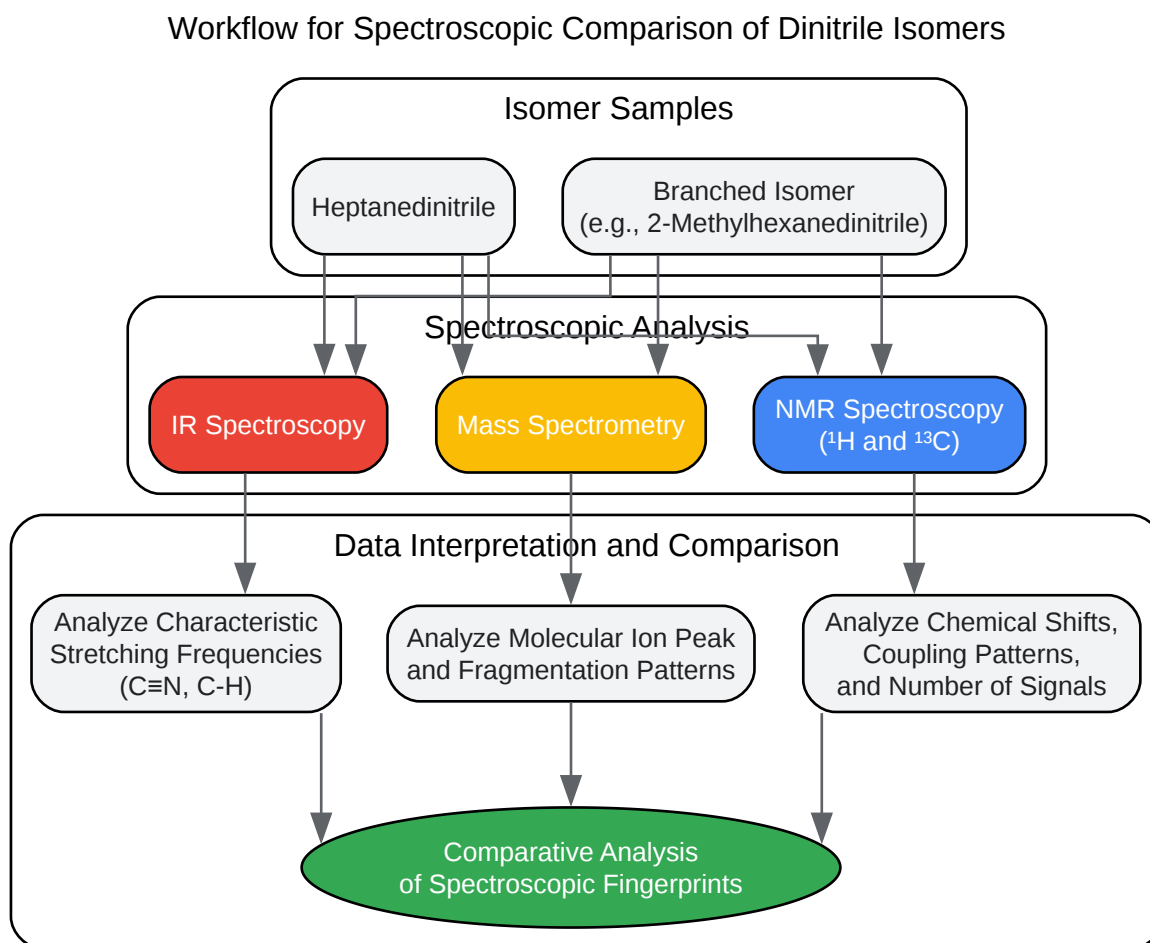 Workflow for Spectroscopic Comparison of Dinitrile Isomers
Isomer Samples
Heptanedinitrile
Branched Isomer
(e.g., 2-Methylhexanedinitrile)
Spectroscopic Analysis
IR Spectroscopy
Mass Spectrometry
NMR Spectroscopy
(¹H and ¹³C)
Data Interpretation and Comparison
Analyze Characteristic
Stretching Frequencies
(C≡N, C-H)
Analyze Molecular Ion Peak
and Fragmentation Patterns
Analyze Chemical Shifts,
Coupling Patterns,
and Number of Signals
Comparative Analysis
of Spectroscopic Fingerprints